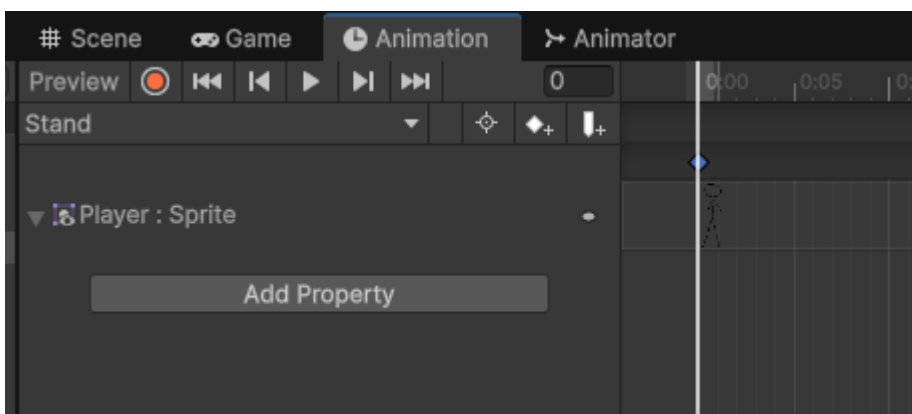 Scene Game Animation Animator
Preview 0 0:00 0:05
Stand
Player : Sprite
Add Property